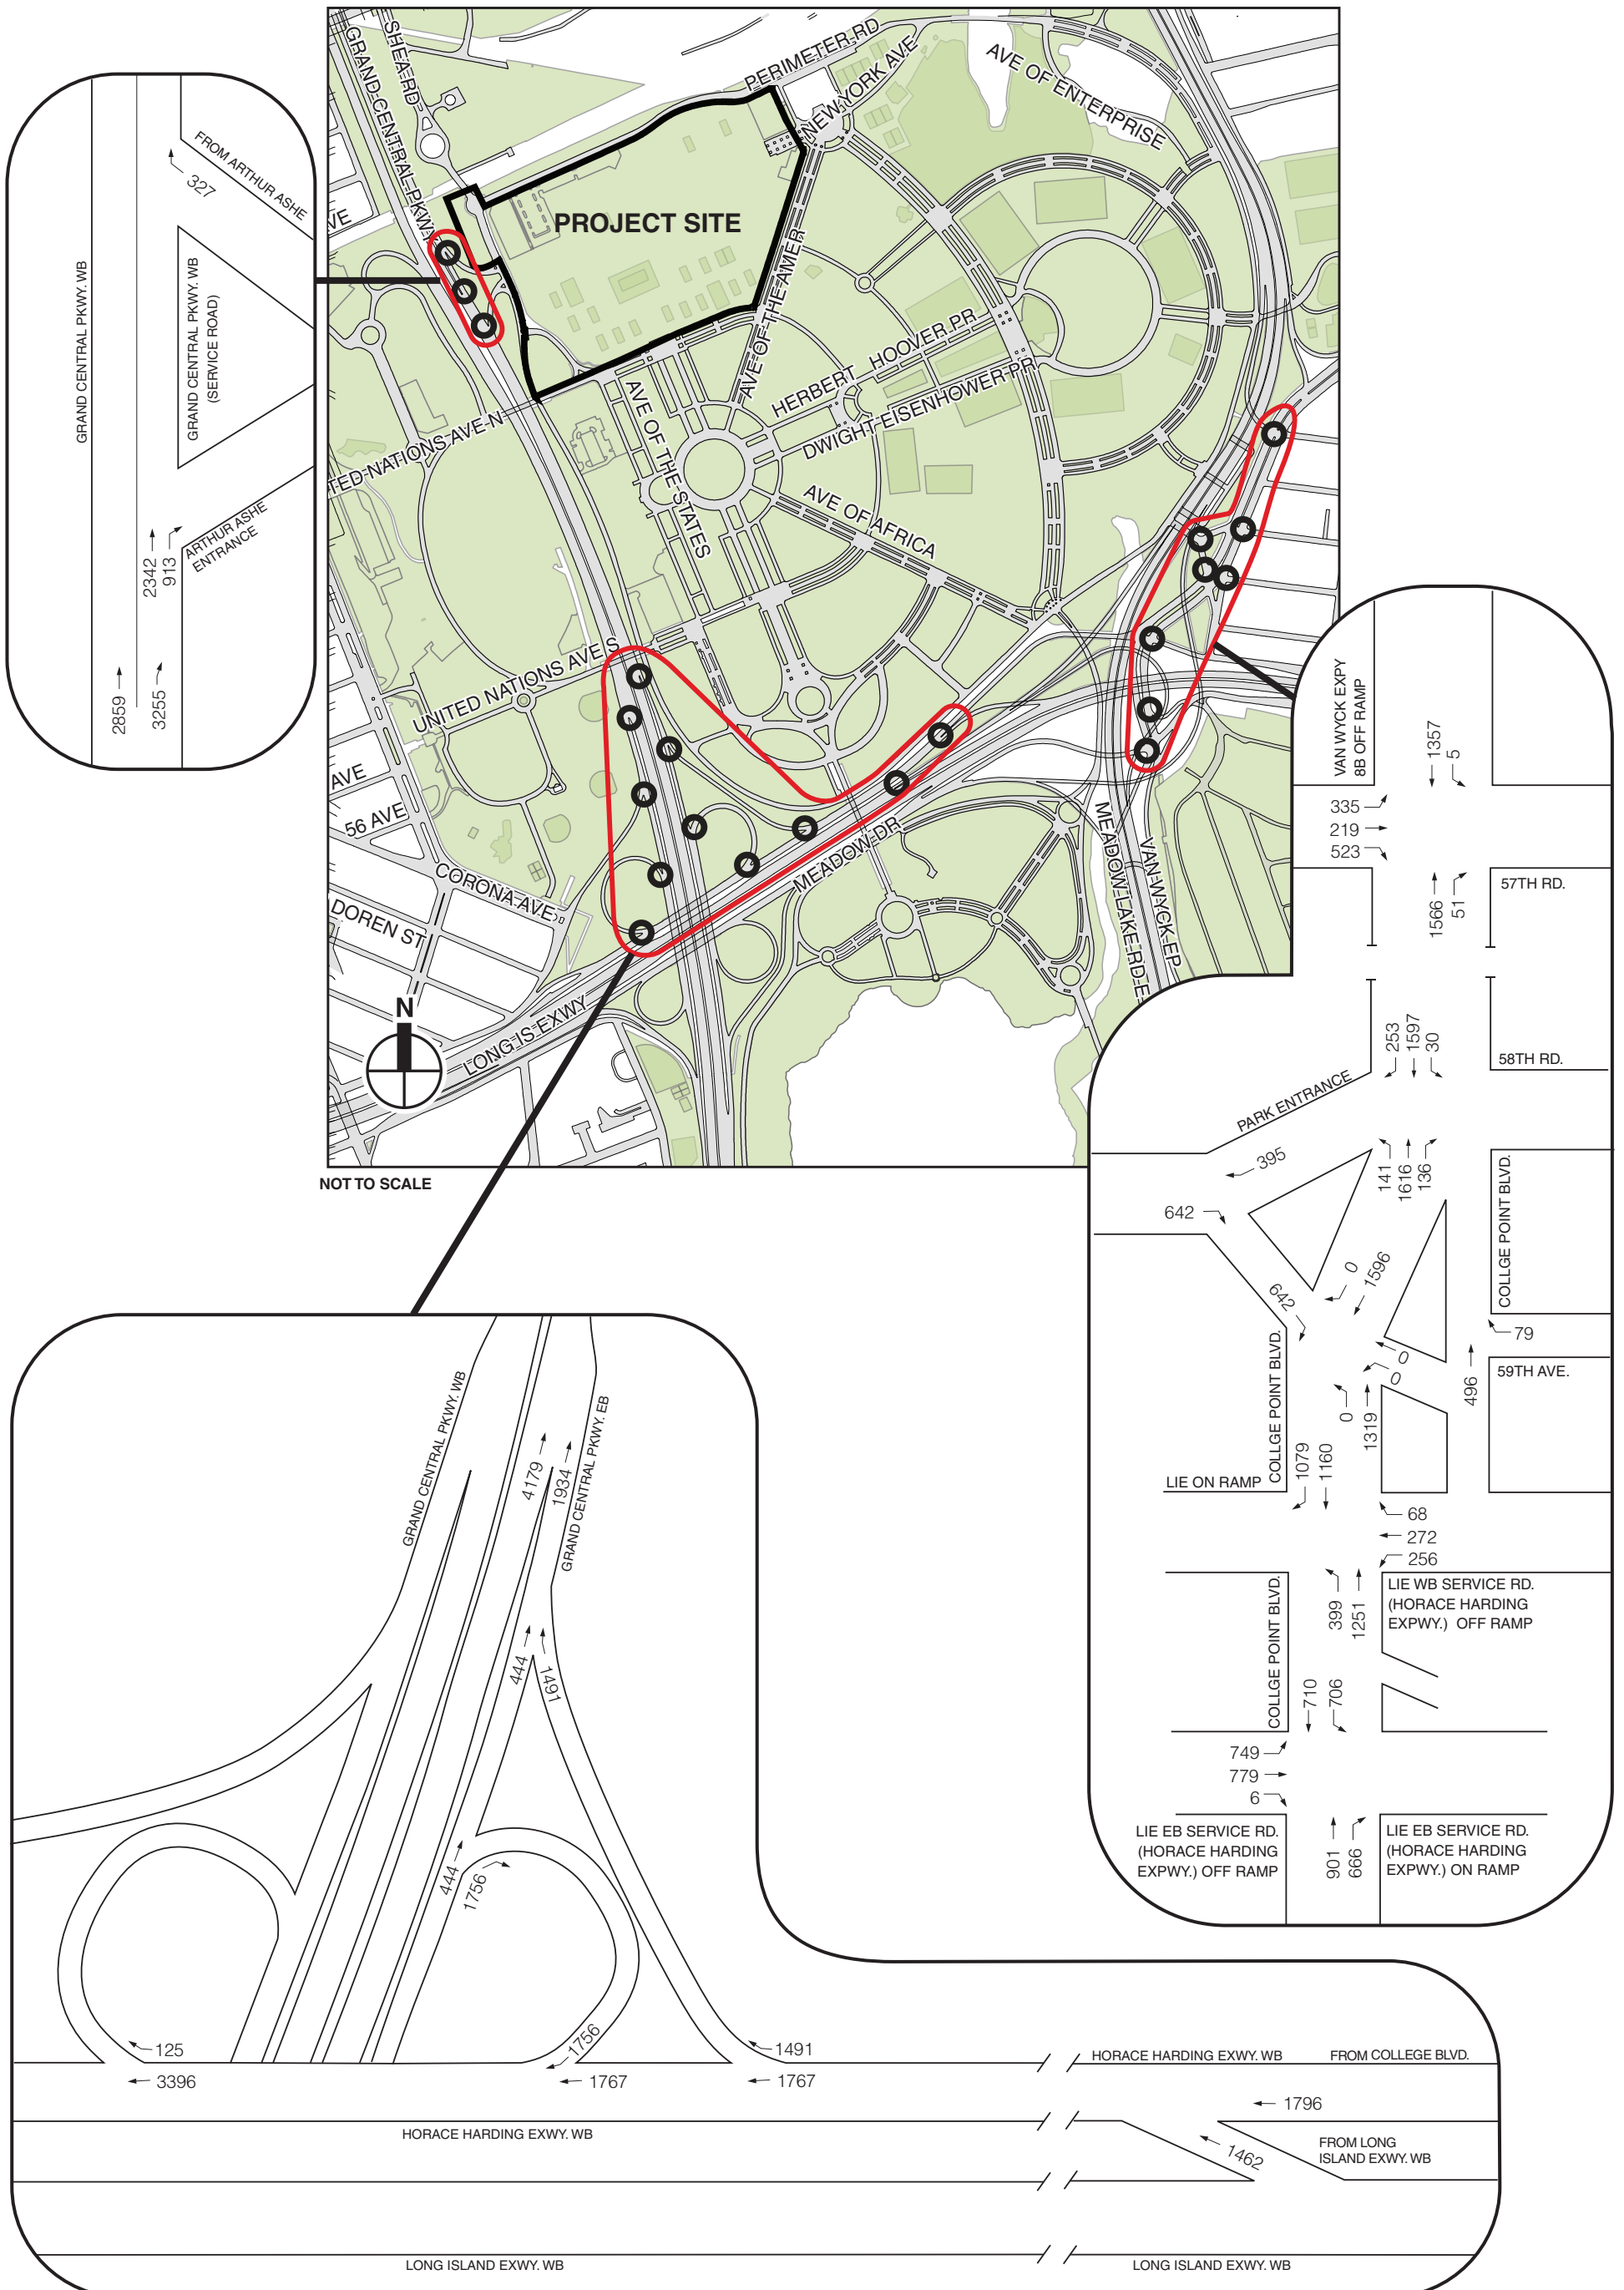 GRAND CENTRAL PKWY
SHEA RD
PERIMETER RD
NEW YORK AVE
AVE OF ENTERPRISE
PROJECT SITE
VE
AVE OF THE AMER
HERBERT HOOVER PR
DWIGHT EISENHOWER PR
TED NATIONS AVE N
AVE OF THE STATES
AVE OF AFRICA
UNITED NATIONS AVE S
AVE
56 AVE
CORONA AVE
DOREN ST
MEADOW DR
MEADOW LAKE RD E
VAN WYCK EP
LONG IS EXWY
N
NOT TO SCALE
FROM ARTHUR ASHE
327
GRAND CENTRAL PKWY. WB
GRAND CENTRAL PKWY. WB
(SERVICE ROAD)
ARTHUR ASHE
ENTRANCE
2342
913
2859
3255
VAN WYCK EXPY
8B OFF RAMP
1357
5
335
219
523
57TH RD.
1566
51
253
1597
30
58TH RD.
PARK ENTRANCE
395
141
1616
136
COLLGE POINT BLVD.
642
0
1596
642
79
COLLGE POINT BLVD.
0
0
59TH AVE.
496
0
1319
1079
1160
LIE ON RAMP
68
272
256
COLLGE POINT BLVD.
399
1251
LIE WB SERVICE RD.
(HORACE HARDING
EXPWY.) OFF RAMP
710
706
749
779
6
LIE EB SERVICE RD.
(HORACE HARDING
EXPWY.) OFF RAMP
901
666
LIE EB SERVICE RD.
(HORACE HARDING
EXPWY.) ON RAMP
GRAND CENTRAL PKWY. WB
4179
1934
GRAND CENTRAL PKWY. EB
444
1491
444
1756
125
3396
1756
1767
1491
1767
HORACE HARDING EXWY. WB
FROM COLLEGE BLVD.
1796
HORACE HARDING EXWY. WB
1462
FROM LONG
ISLAND EXWY. WB
LONG ISLAND EXWY. WB
LONG ISLAND EXWY. WB